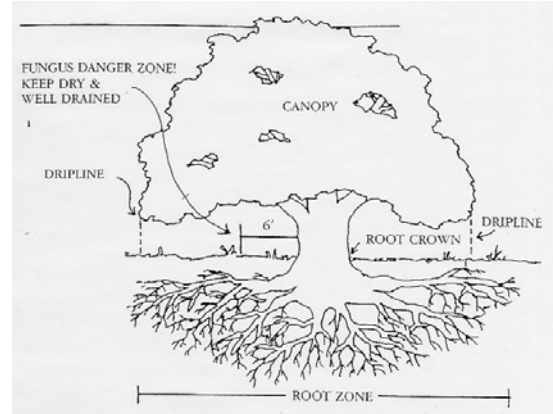 FUNGUS DANGER ZONE!
KEEP DRY &
WELL DRAINED
CANOPY
DRIPLINE
6'
DRIPLINE
ROOT CROWN
ROOT ZONE